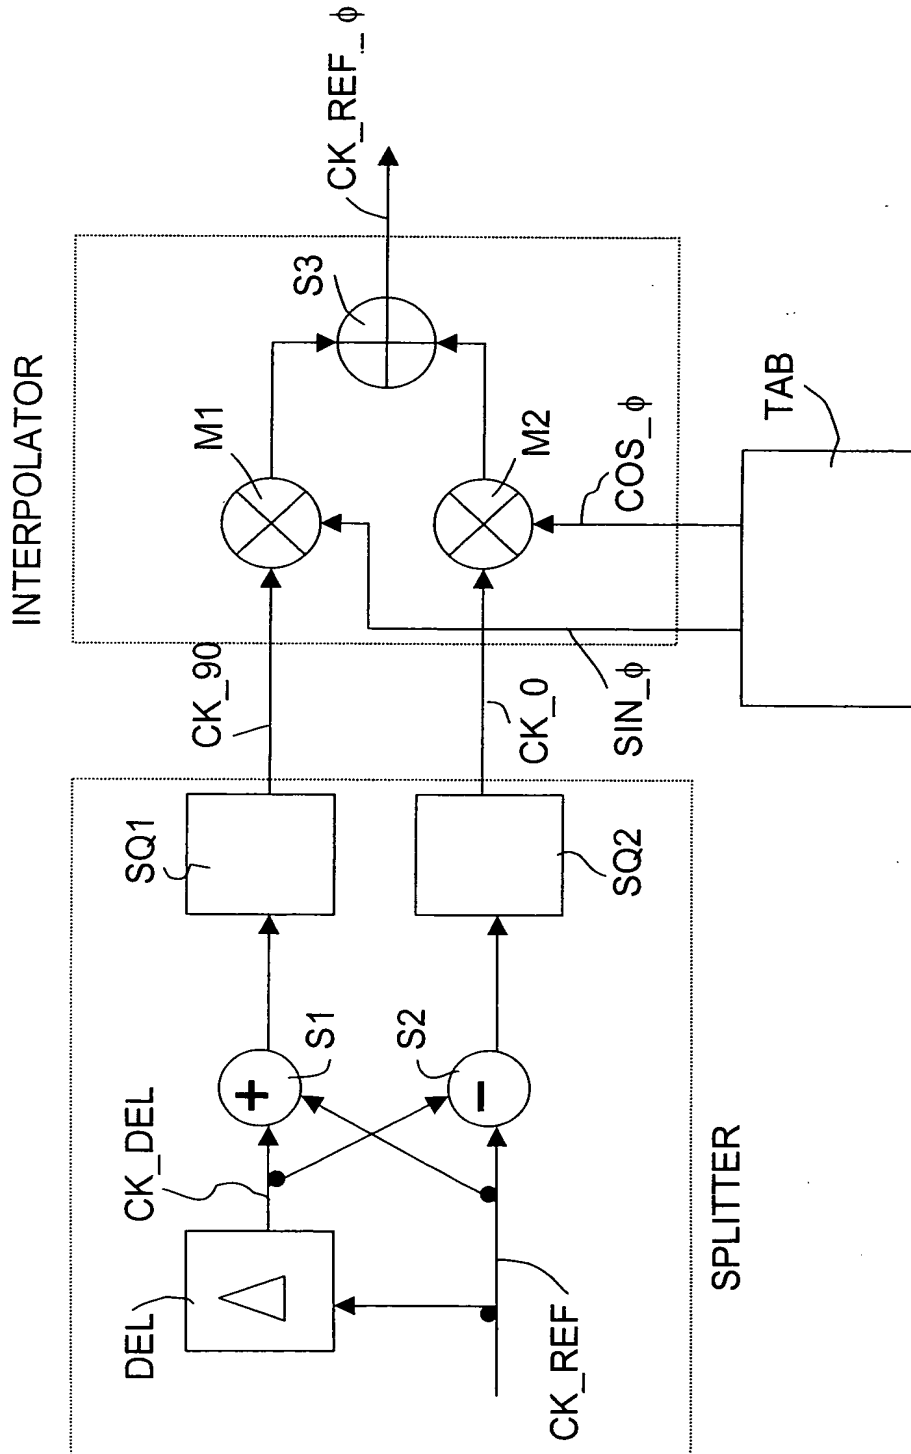 INTERPOLATOR
CK_REF_ϕ
S3
M1
M2
COS_ϕ
TAB
CK_90
CK_0
SIN_ϕ
SQ1
SQ2
S1
S2
+
−
CK_DEL
DEL
Δ
CK_REF
SPLITTER